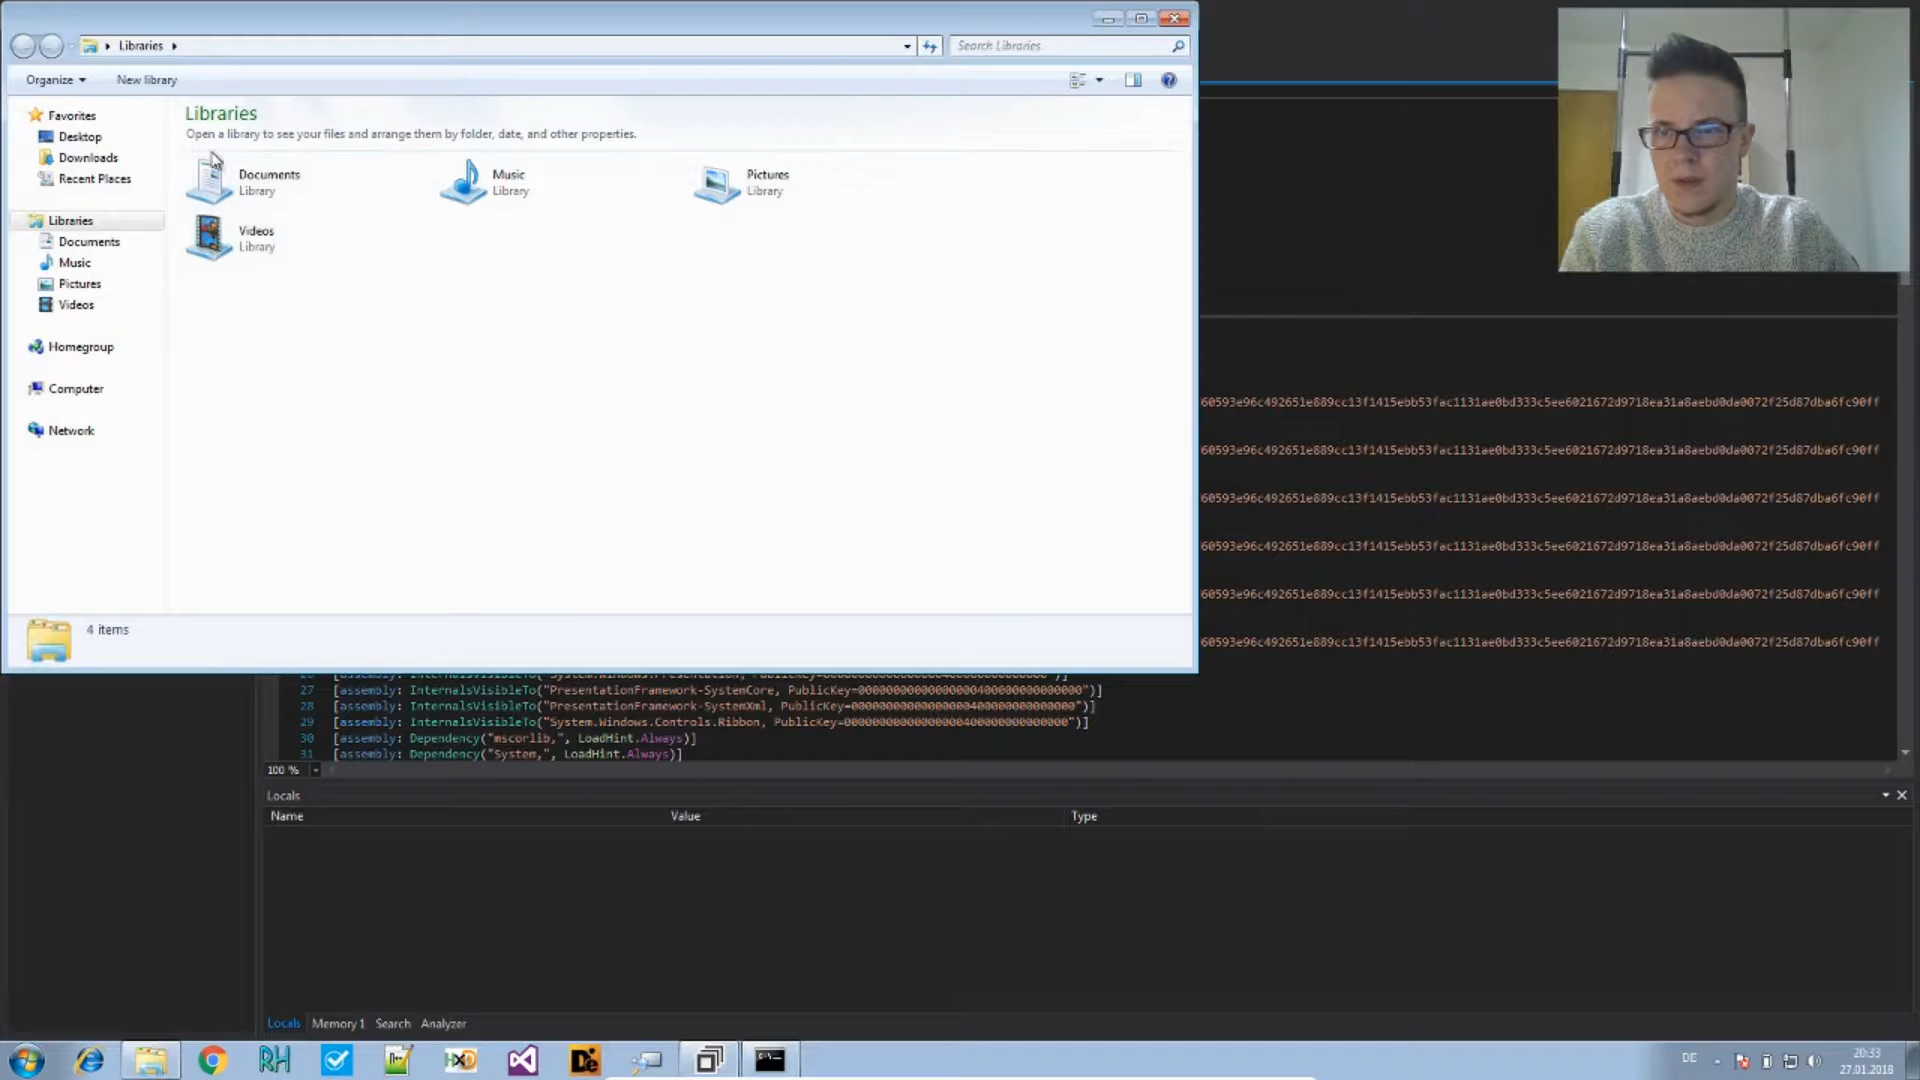 Libraries
Search Libraries
Organize
New library
Favorites
Desktop
Downloads
Recent Places
Libraries
Documents
Music
Pictures
Videos
Homegroup
Computer
Network
Libraries
Open a library to see your files and arrange them by folder, date, and other properties.
Documents
Library
Music
Library
Pictures
Library
Videos
Library
4 items
60593e96c492651e889cc13f1415ebb53fac1131ae0bd333c5ee6021672d9718ea31a8aebd0da0072f25d87dba6fc90ff
60593e96c492651e889cc13f1415ebb53fac1131ae0bd333c5ee6021672d9718ea31a8aebd0da0072f25d87dba6fc90ff
60593e96c492651e889cc13f1415ebb53fac1131ae0bd333c5ee6021672d9718ea31a8aebd0da0072f25d87dba6fc90ff
60593e96c492651e889cc13f1415ebb53fac1131ae0bd333c5ee6021672d9718ea31a8aebd0da0072f25d87dba6fc90ff
60593e96c492651e889cc13f1415ebb53fac1131ae0bd333c5ee6021672d9718ea31a8aebd0da0072f25d87dba6fc90ff
60593e96c492651e889cc13f1415ebb53fac1131ae0bd333c5ee6021672d9718ea31a8aebd0da0072f25d87dba6fc90ff
27 [assembly: InternalsVisibleTo("PresentationFramework-SystemCore, PublicKey=00000000000000000400000000000000")]
28 [assembly: InternalsVisibleTo("PresentationFramework-SystemXml, PublicKey=00000000000000000400000000000000")]
29 [assembly: InternalsVisibleTo("System.Windows.Controls.Ribbon, PublicKey=00000000000000000400000000000000")]
30 [assembly: Dependency("mscorlib,", LoadHint.Always)]
31 [assembly: Dependency("System,", LoadHint.Always)]
100 %
Locals
Name Value Type
Locals Memory 1 Search Analyzer
DE
20:33
27.01.2018